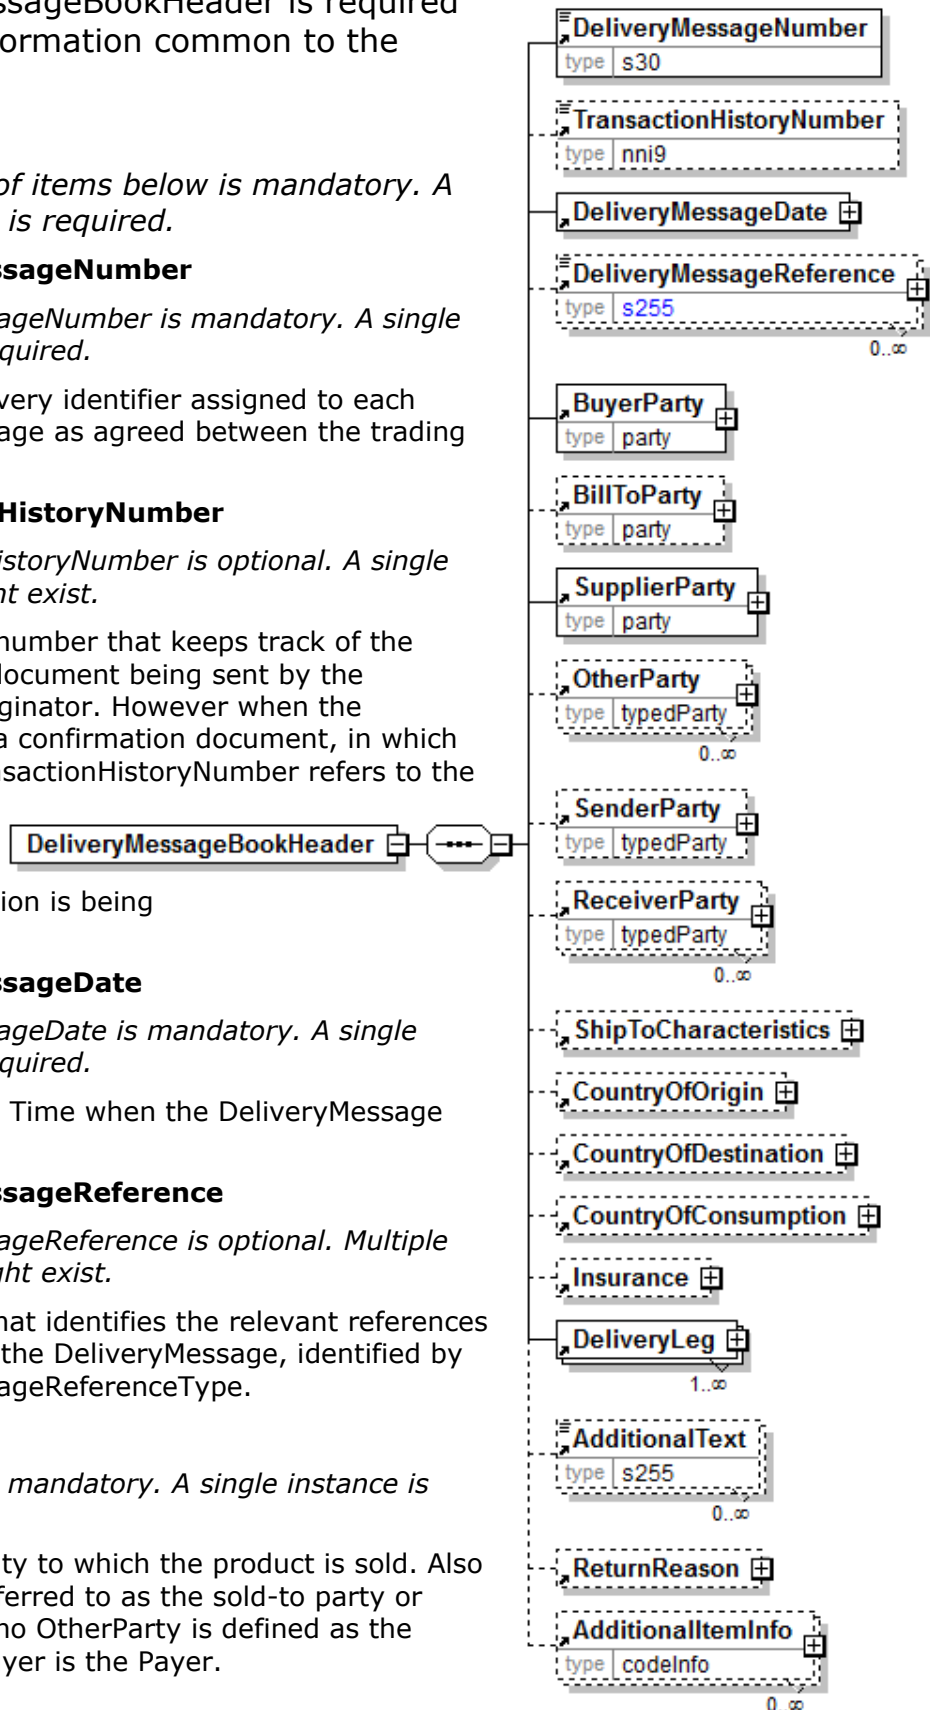 ssageBookHeader is required
ormation common to the
of items below is mandatory. A
is required.
ssageNumber
ageNumber is mandatory. A single
quired.
very identifier assigned to each
age as agreed between the trading
HistoryNumber
istoryNumber is optional. A single
nt exist.
number that keeps track of the
document being sent by the
ginator. However when the
a confirmation document, in which
nsactionHistoryNumber refers to the
tion is being
ssageDate
ageDate is mandatory. A single
quired.
Time when the DeliveryMessage
ssageReference
ageReference is optional. Multiple
ght exist.
hat identifies the relevant references
the DeliveryMessage, identified by
sageReferenceType.
mandatory. A single instance is
ty to which the product is sold. Also
ferred to as the sold-to party or
no OtherParty is defined as the
yer is the Payer.
DeliveryMessageBookHeader
DeliveryMessageNumber
type s30
TransactionHistoryNumber
type nni9
DeliveryMessageDate
DeliveryMessageReference
type s255
0..∞
BuyerParty
type party
BillToParty
type party
SupplierParty
type party
OtherParty
type typedParty
0..∞
SenderParty
type typedParty
ReceiverParty
type typedParty
0..∞
ShipToCharacteristics
CountryOfOrigin
CountryOfDestination
CountryOfConsumption
Insurance
DeliveryLeg
1..∞
AdditionalText
type s255
0..∞
ReturnReason
AdditionalItemInfo
type codeInfo
0..∞